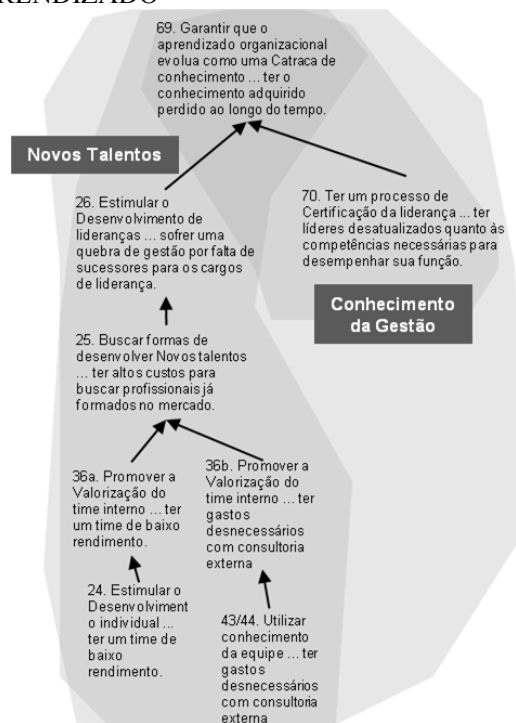 RENDIZADO
69. Garantir que o
aprendizado organizacional
evolua como uma Catraca de
conhecimento ... ter o
conhecimento adquirido
perdido ao longo do tempo.
Novos Talentos
26. Estimular o
Desenvolvimento de
lideranças ... sofrer uma
quebra de gestão por falta de
sucessores para os cargos
de liderança.
70. Ter um processo de
Certificação da liderança ... ter
líderes desatualizados quanto às
competências necessárias para
desempenhar sua função.
Conhecimento
da Gestão
25. Buscar formas de
desenvolver Novos talentos
... ter altos custos para
buscar profissionais já
formados no mercado.
36a. Promover a
Valorização do
time interno ... ter
um time de baixo
rendimento.
36b. Promover a
Valorização do
time interno ... ter
gastos
desnecessários
com consultoria
externa
24. Estimular o
Desenvolviment
o individual ...
ter um time de
baixo
rendimento.
43/44. Utilizar
conhecimento
da equipe ... ter
gastos
desnecessários
com consultoria
externa